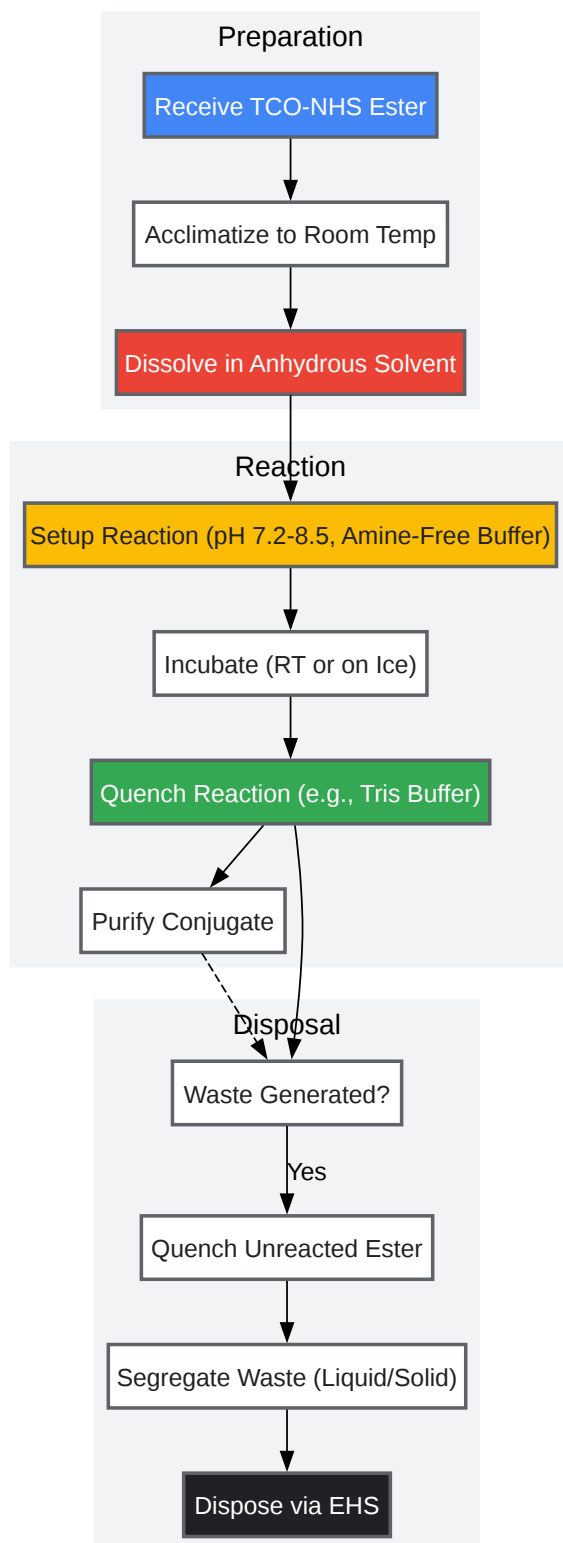 Preparation
Receive TCO-NHS Ester
Acclimatize to Room Temp
Dissolve in Anhydrous Solvent
Reaction
Setup Reaction (pH 7.2-8.5, Amine-Free Buffer)
Incubate (RT or on Ice)
Quench Reaction (e.g., Tris Buffer)
Purify Conjugate
Disposal
Waste Generated?
Yes
Quench Unreacted Ester
Segregate Waste (Liquid/Solid)
Dispose via EHS